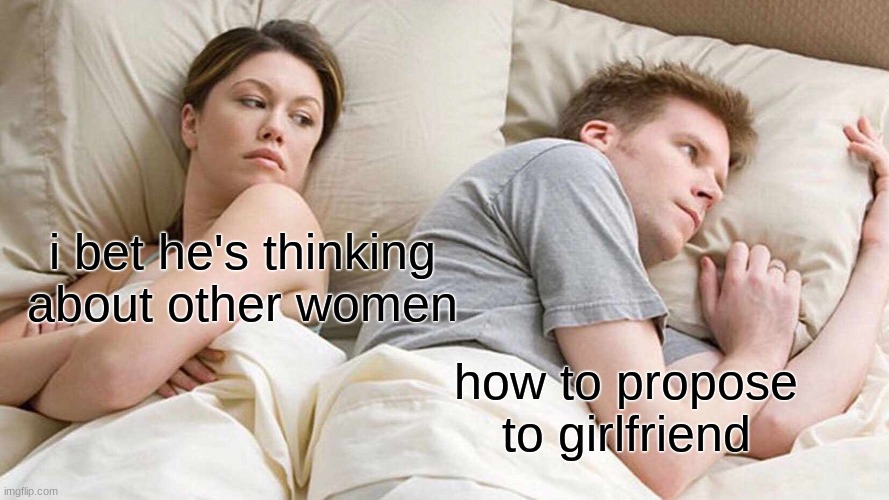 i bet he's thinking
about other women
how to propose
to girlfriend
imgflip.com